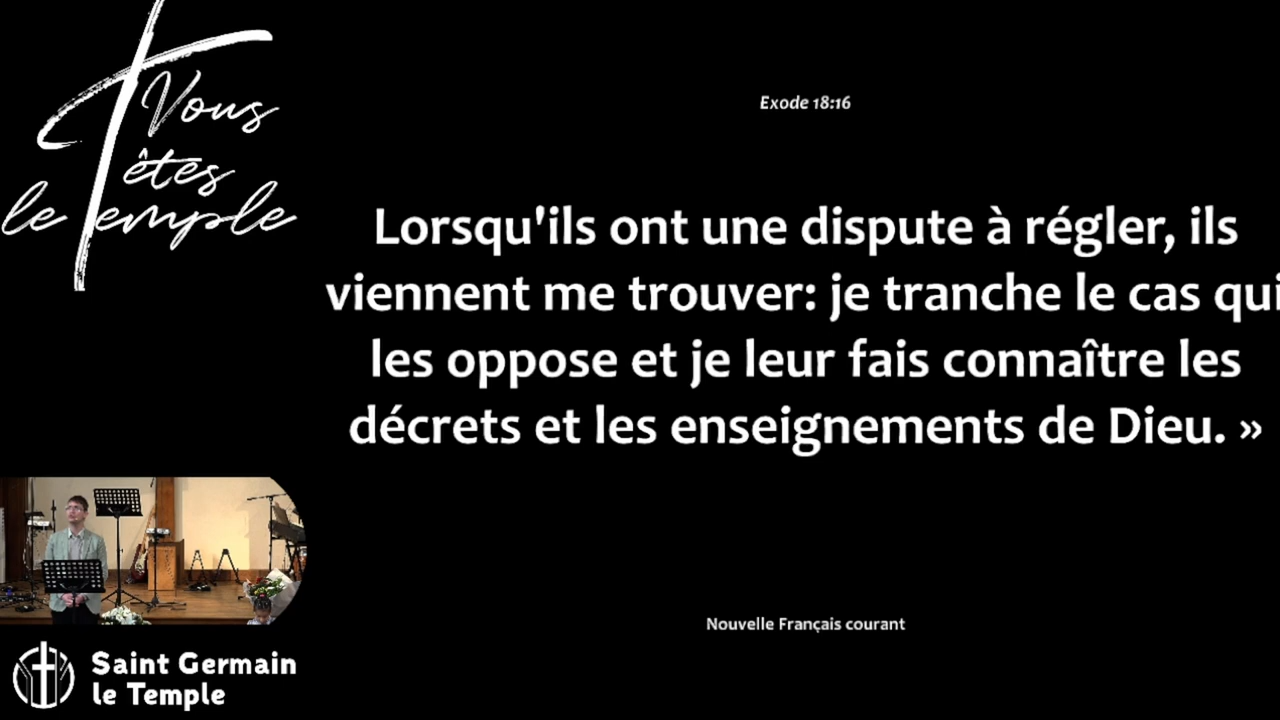 Vous
êtes
le Temple
Exode 18:16
Lorsqu'ils ont une dispute à régler, ils
viennent me trouver: je tranche le cas qui
les oppose et je leur fais connaître les
décrets et les enseignements de Dieu. »
Nouvelle Français courant
Saint Germain
le Temple